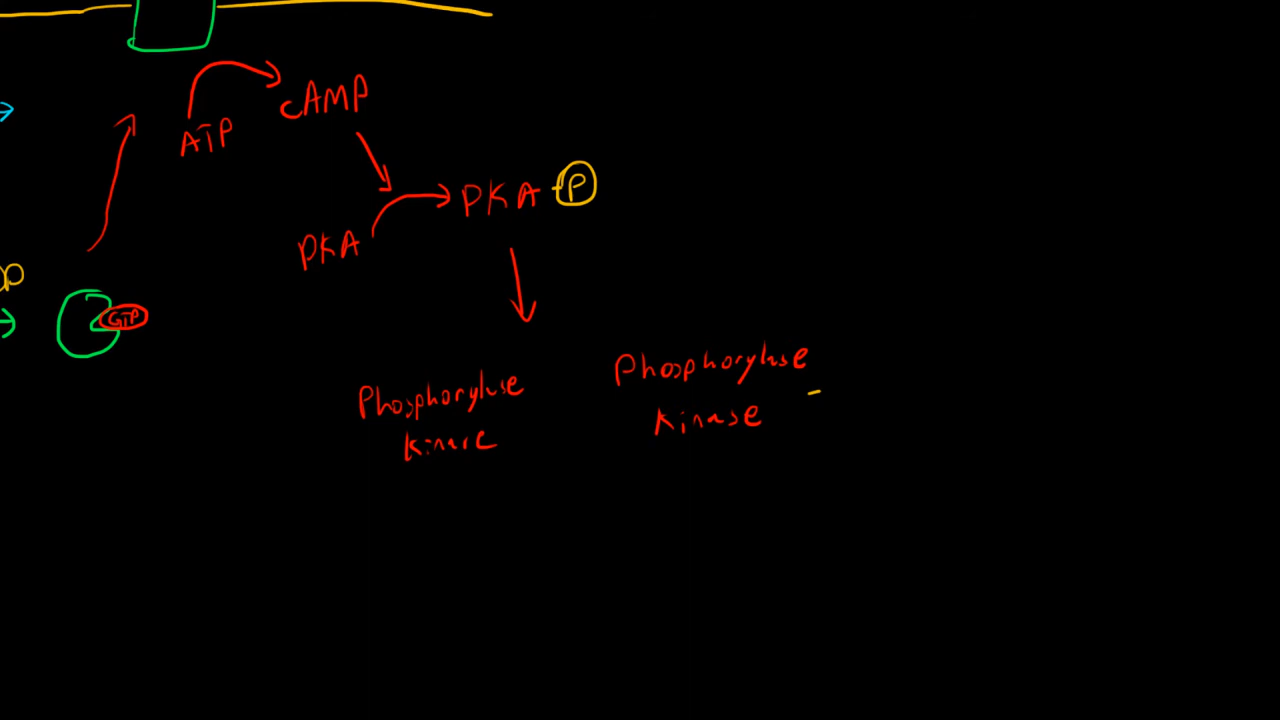 cAMP
ATP
PKA P
PKA
GTP
Phosphorylase
kinase
Phosphorylase
kinase